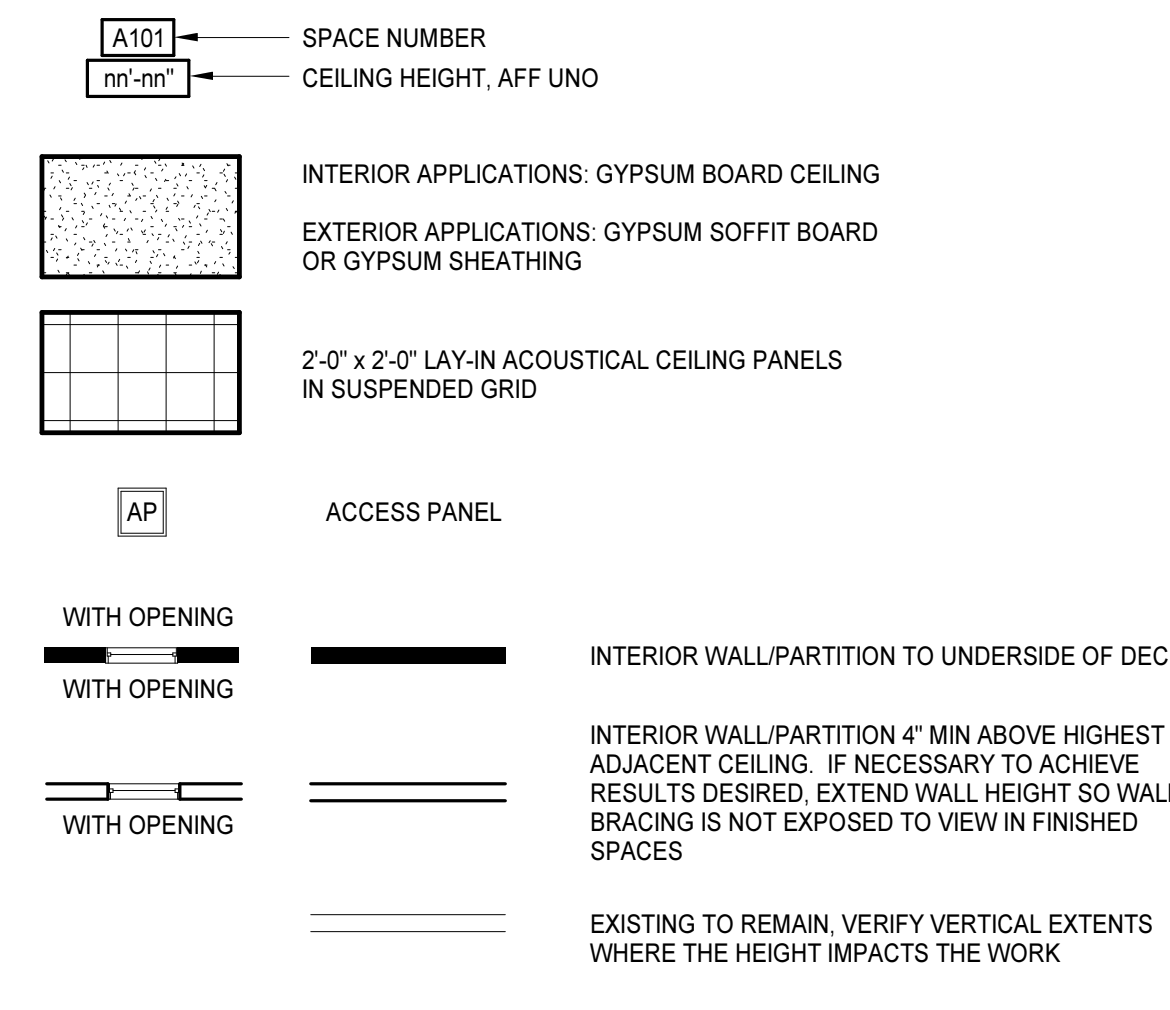 A101
SPACE NUMBER
nn'-nn"
CEILING HEIGHT, AFF UNO
INTERIOR APPLICATIONS: GYPSUM BOARD CEILING
EXTERIOR APPLICATIONS: GYPSUM SOFFIT BOARD
OR GYPSUM SHEATHING
2'-0" x 2'-0" LAY-IN ACOUSTICAL CEILING PANELS
IN SUSPENDED GRID
AP
ACCESS PANEL
WITH OPENING
INTERIOR WALL/PARTITION TO UNDERSIDE OF
WITH OPENING
INTERIOR WALL/PARTITION 4" MIN ABOVE HIGHEST
ADJACENT CEILING.  IF NECESSARY TO ACHIEVE
RESULTS DESIRED, EXTEND WALL HEIGHT SO
BRACING IS NOT EXPOSED TO VIEW IN FINISHED
SPACES
WITH OPENING
EXISTING TO REMAIN, VERIFY VERTICAL EXTENTS
WHERE THE HEIGHT IMPACTS THE WORK